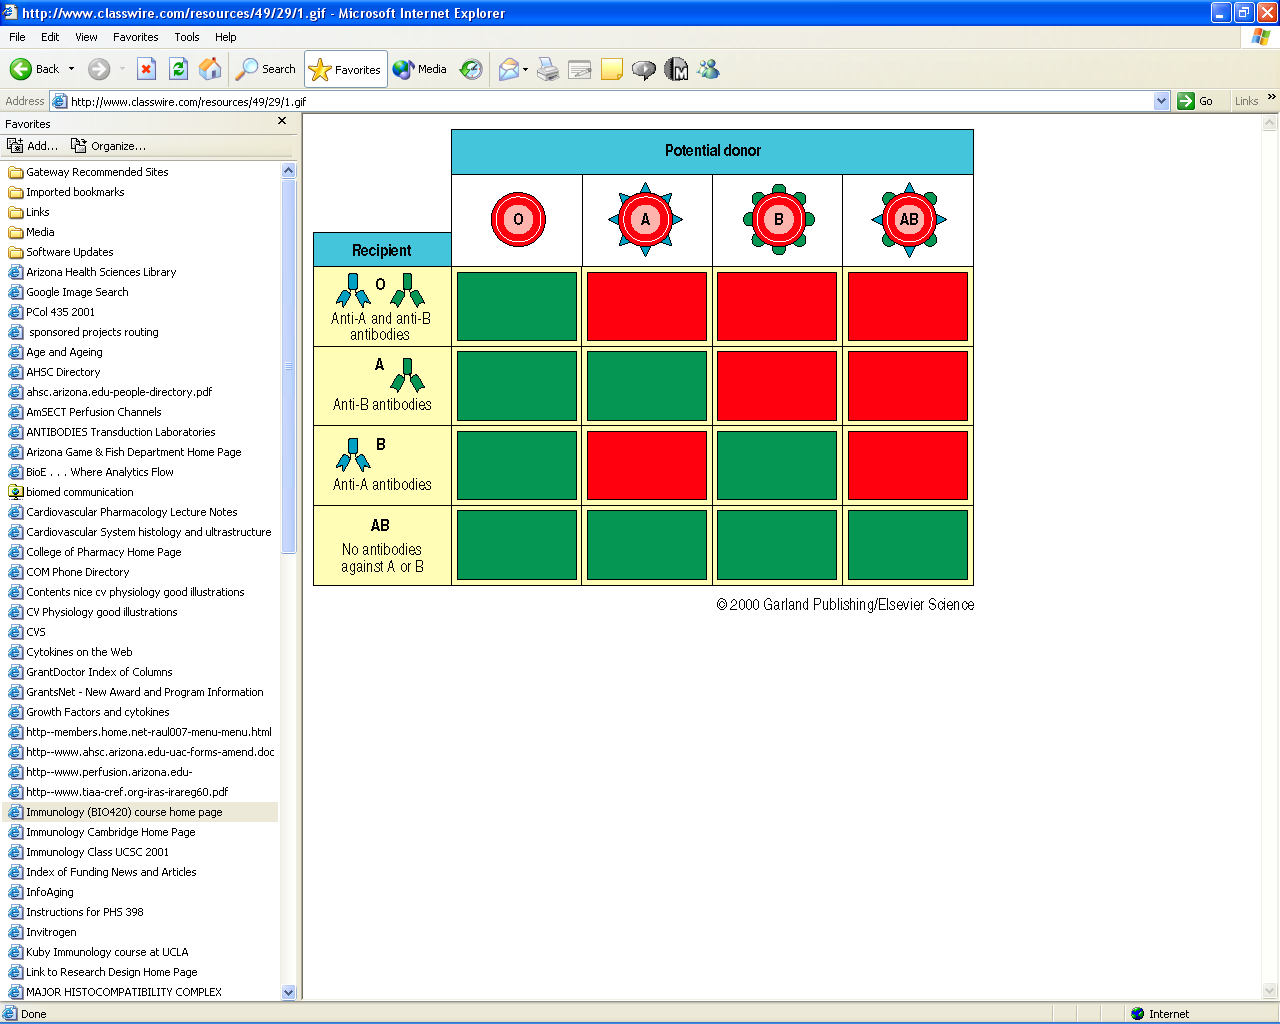 http://www.classwire.com/resources/49/29/1.gif - Microsoft Internet Explorer
File Edit View Favorites Tools Help
Back Search Favorites Media
Address http://www.classwire.com/resources/49/29/1.gif Go Links »
Favorites
Add... Organize...
Gateway Recommended Sites
Imported bookmarks
Links
Media
Software Updates
Arizona Health Sciences Library
Google Image Search
PCol 435 2001
sponsored projects routing
Age and Ageing
AHSC Directory
ahsc.arizona.edu-people-directory.pdf
AmSECT Perfusion Channels
ANTIBODIES Transduction Laboratories
Arizona Game & Fish Department Home Page
BioE . . . Where Analytics Flow
biomed communication
Cardiovascular Pharmacology Lecture Notes
Cardiovascular System histology and ultrastructure
College of Pharmacy Home Page
COM Phone Directory
Contents nice cv physiology good illustrations
CV Physiology good illustrations
CVS
Cytokines on the Web
GrantDoctor Index of Columns
GrantsNet - New Award and Program Information
Growth Factors and cytokines
http--members.home.net-raul007-menu-menu.html
http--www.ahsc.arizona.edu-uac-forms-amend.doc
http--www.perfusion.arizona.edu-
http--www.tiaa-cref.org-iras-irareg60.pdf
Immunology (BIO420) course home page
Immunology Cambridge Home Page
Immunology Class UCSC 2001
Index of Funding News and Articles
InfoAging
Instructions for PHS 398
Invitrogen
Kuby Immunology course at UCLA
Link to Research Design Home Page
MAJOR HISTOCOMPATIBILITY COMPLEX
Potential donor
O A B AB
Recipient
O
Anti-A and anti-B
antibodies
A
Anti-B antibodies
B
Anti-A antibodies
AB
No antibodies
against A or B
© 2000 Garland Publishing/Elsevier Science
Done Internet